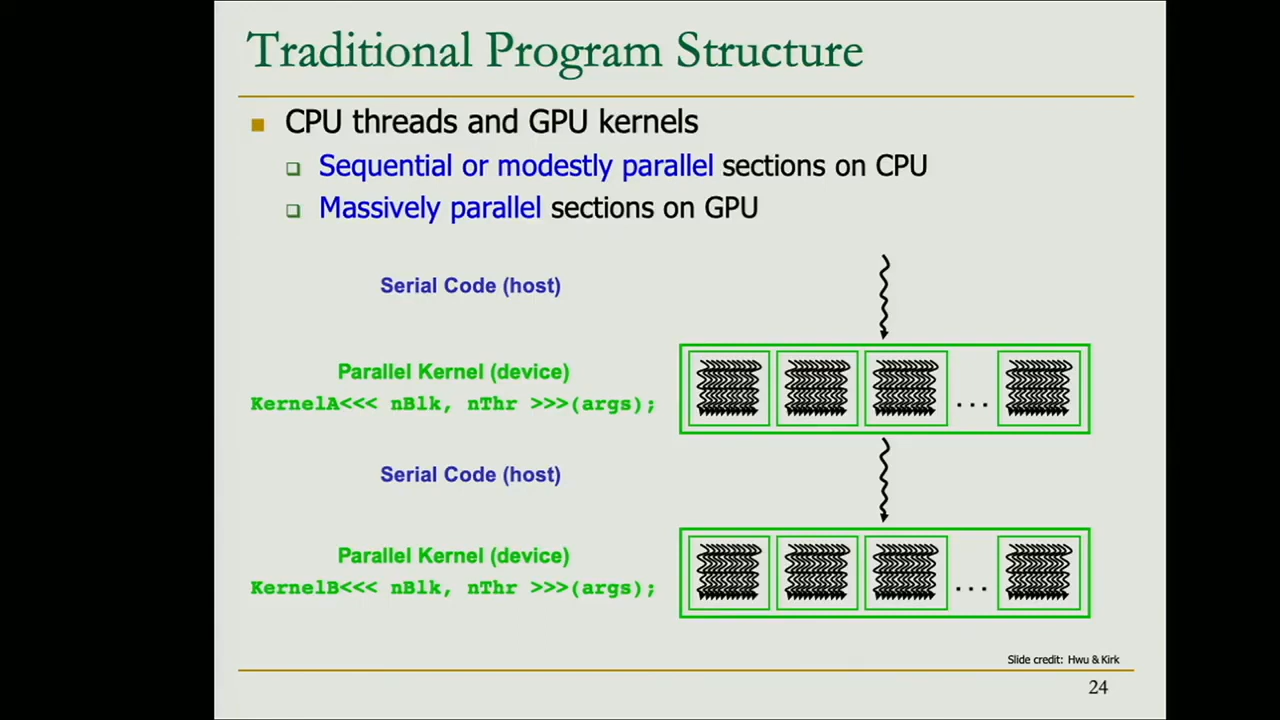 Traditional Program Structure
CPU threads and GPU kernels
Sequential or modestly parallel sections on CPU
Massively parallel sections on GPU
Serial Code (host)
Parallel Kernel (device)
KernelA<<< nBlk, nThr >>>(args);
...
Serial Code (host)
Parallel Kernel (device)
KernelB<<< nBlk, nThr >>>(args);
...
Slide credit: Hwu & Kirk
24